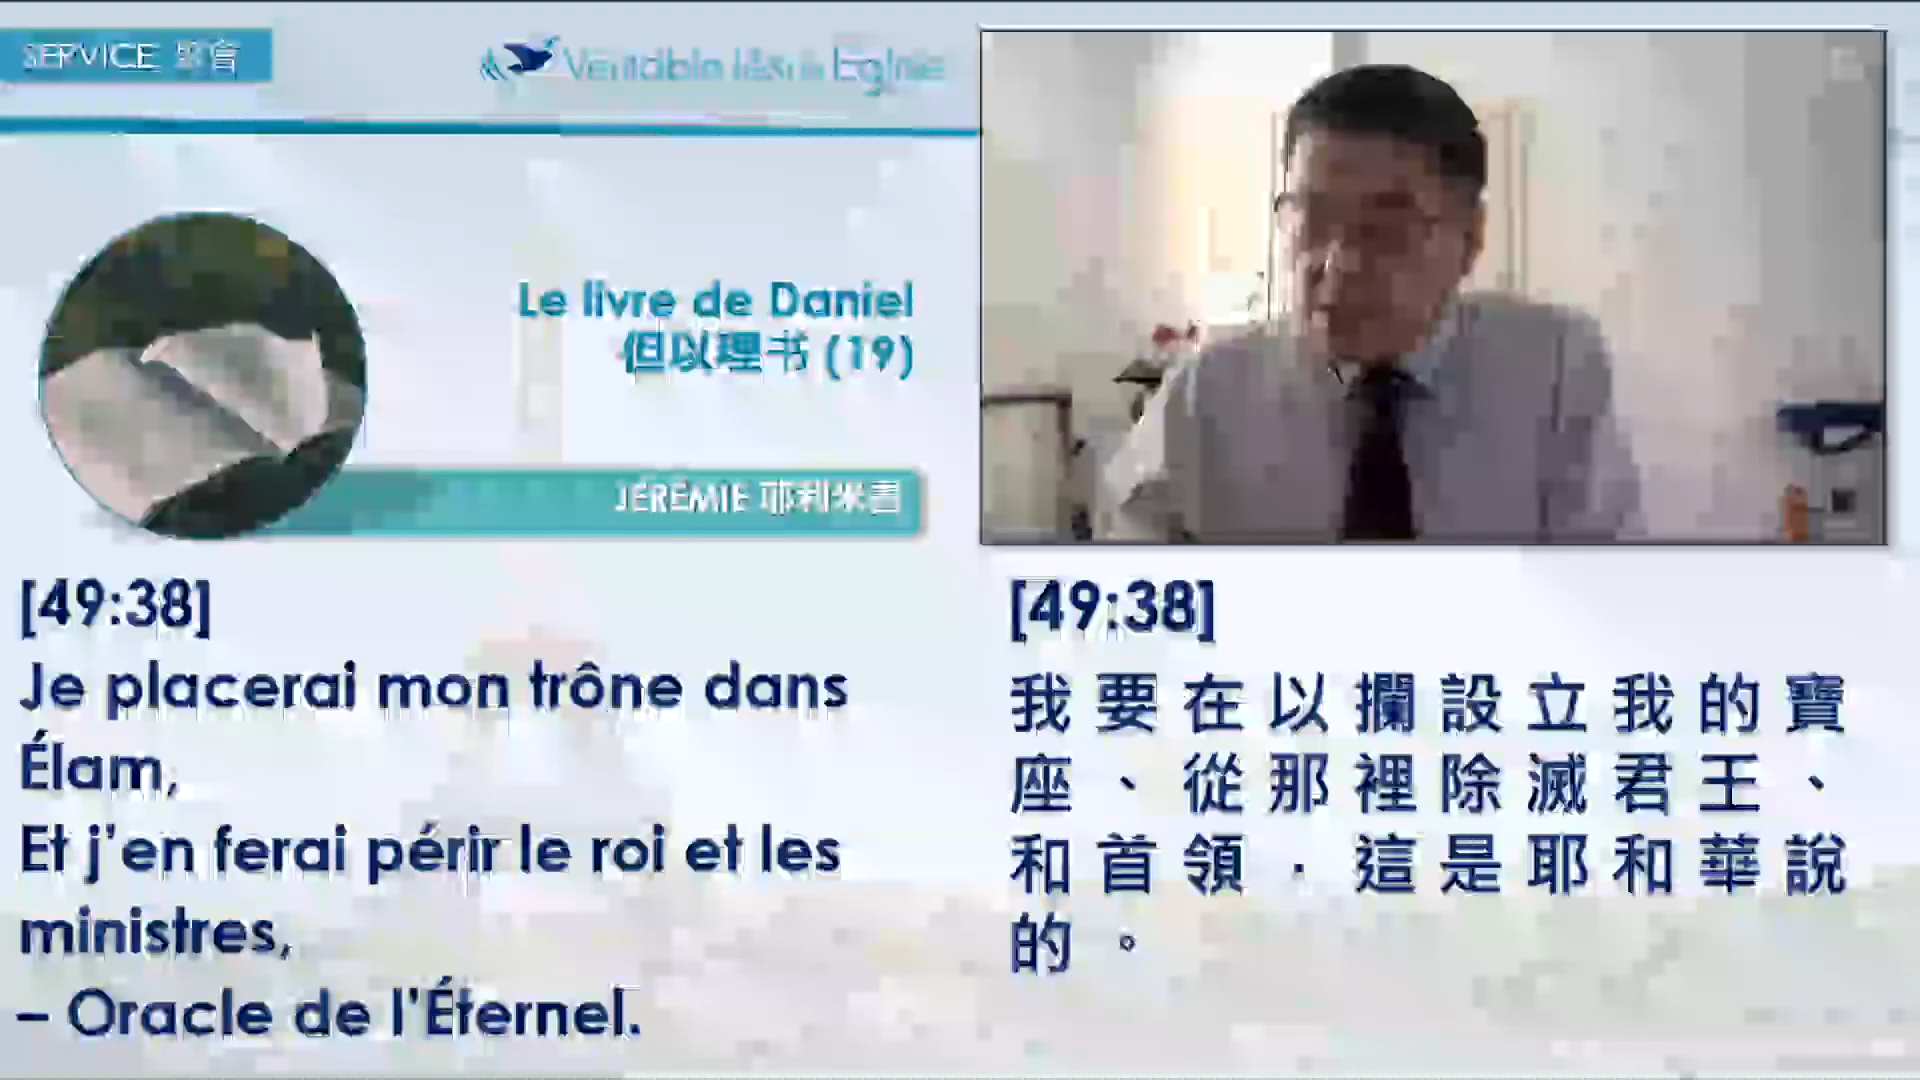 SERVICE 聚會
Le livre de Daniel
但以理书 (19)
JÉRÉMIE 耶利米書
[49:38]
Je placerai mon trône dans
Élam,
Et j'en ferai périr le roi et les
ministres,
– Oracle de l'Éternel.
[49:38]
我要在以攔設立我的寶
座、從那裡除滅君王、
和首領．這是耶和華說
的。